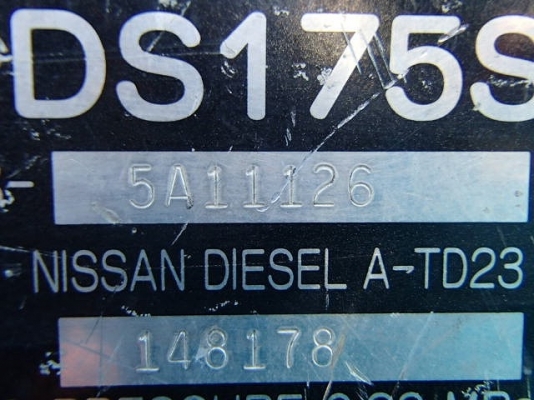 DS175S
5A11126
NISSAN DIESEL A-TD23
148178